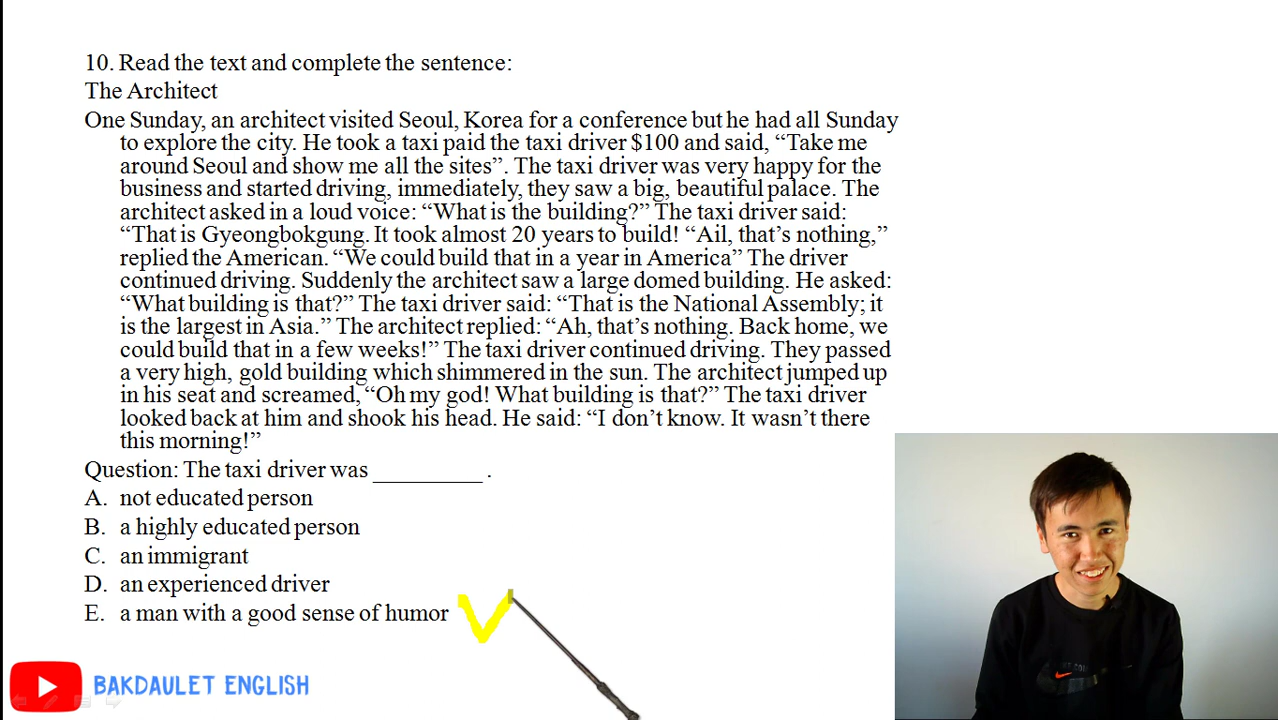 10. Read the text and complete the sentence:
The Architect
One Sunday, an architect visited Seoul, Korea for a conference but he had all Sunday
to explore the city. He took a taxi paid the taxi driver $100 and said, “Take me
around Seoul and show me all the sites”. The taxi driver was very happy for the
business and started driving, immediately, they saw a big, beautiful palace. The
architect asked in a loud voice: “What is the building?” The taxi driver said:
“That is Gyeongbokgung. It took almost 20 years to build! “Ail, that’s nothing,”
replied the American. “We could build that in a year in America” The driver
continued driving. Suddenly the architect saw a large domed building. He asked:
“What building is that?” The taxi driver said: “That is the National Assembly; it
is the largest in Asia.” The architect replied: “Ah, that’s nothing. Back home, we
could build that in a few weeks!” The taxi driver continued driving. They passed
a very high, gold building which shimmered in the sun. The architect jumped up
in his seat and screamed, “Oh my god! What building is that?” The taxi driver
looked back at him and shook his head. He said: “I don’t know. It wasn’t there
this morning!”
Question: The taxi driver was __________ .
A. not educated person
B. a highly educated person
C. an immigrant
D. an experienced driver
E. a man with a good sense of humor
BAKDAULET ENGLISH